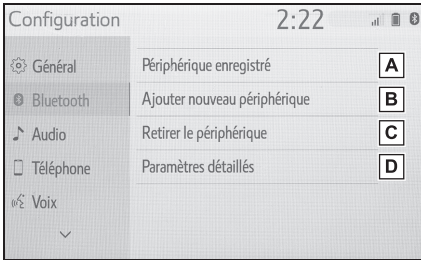 Configuration 2:22
Général
Périphérique enregistré A
Bluetooth
Ajouter nouveau périphérique B
Audio
Retirer le périphérique C
Téléphone
Paramètres détaillés D
Voix